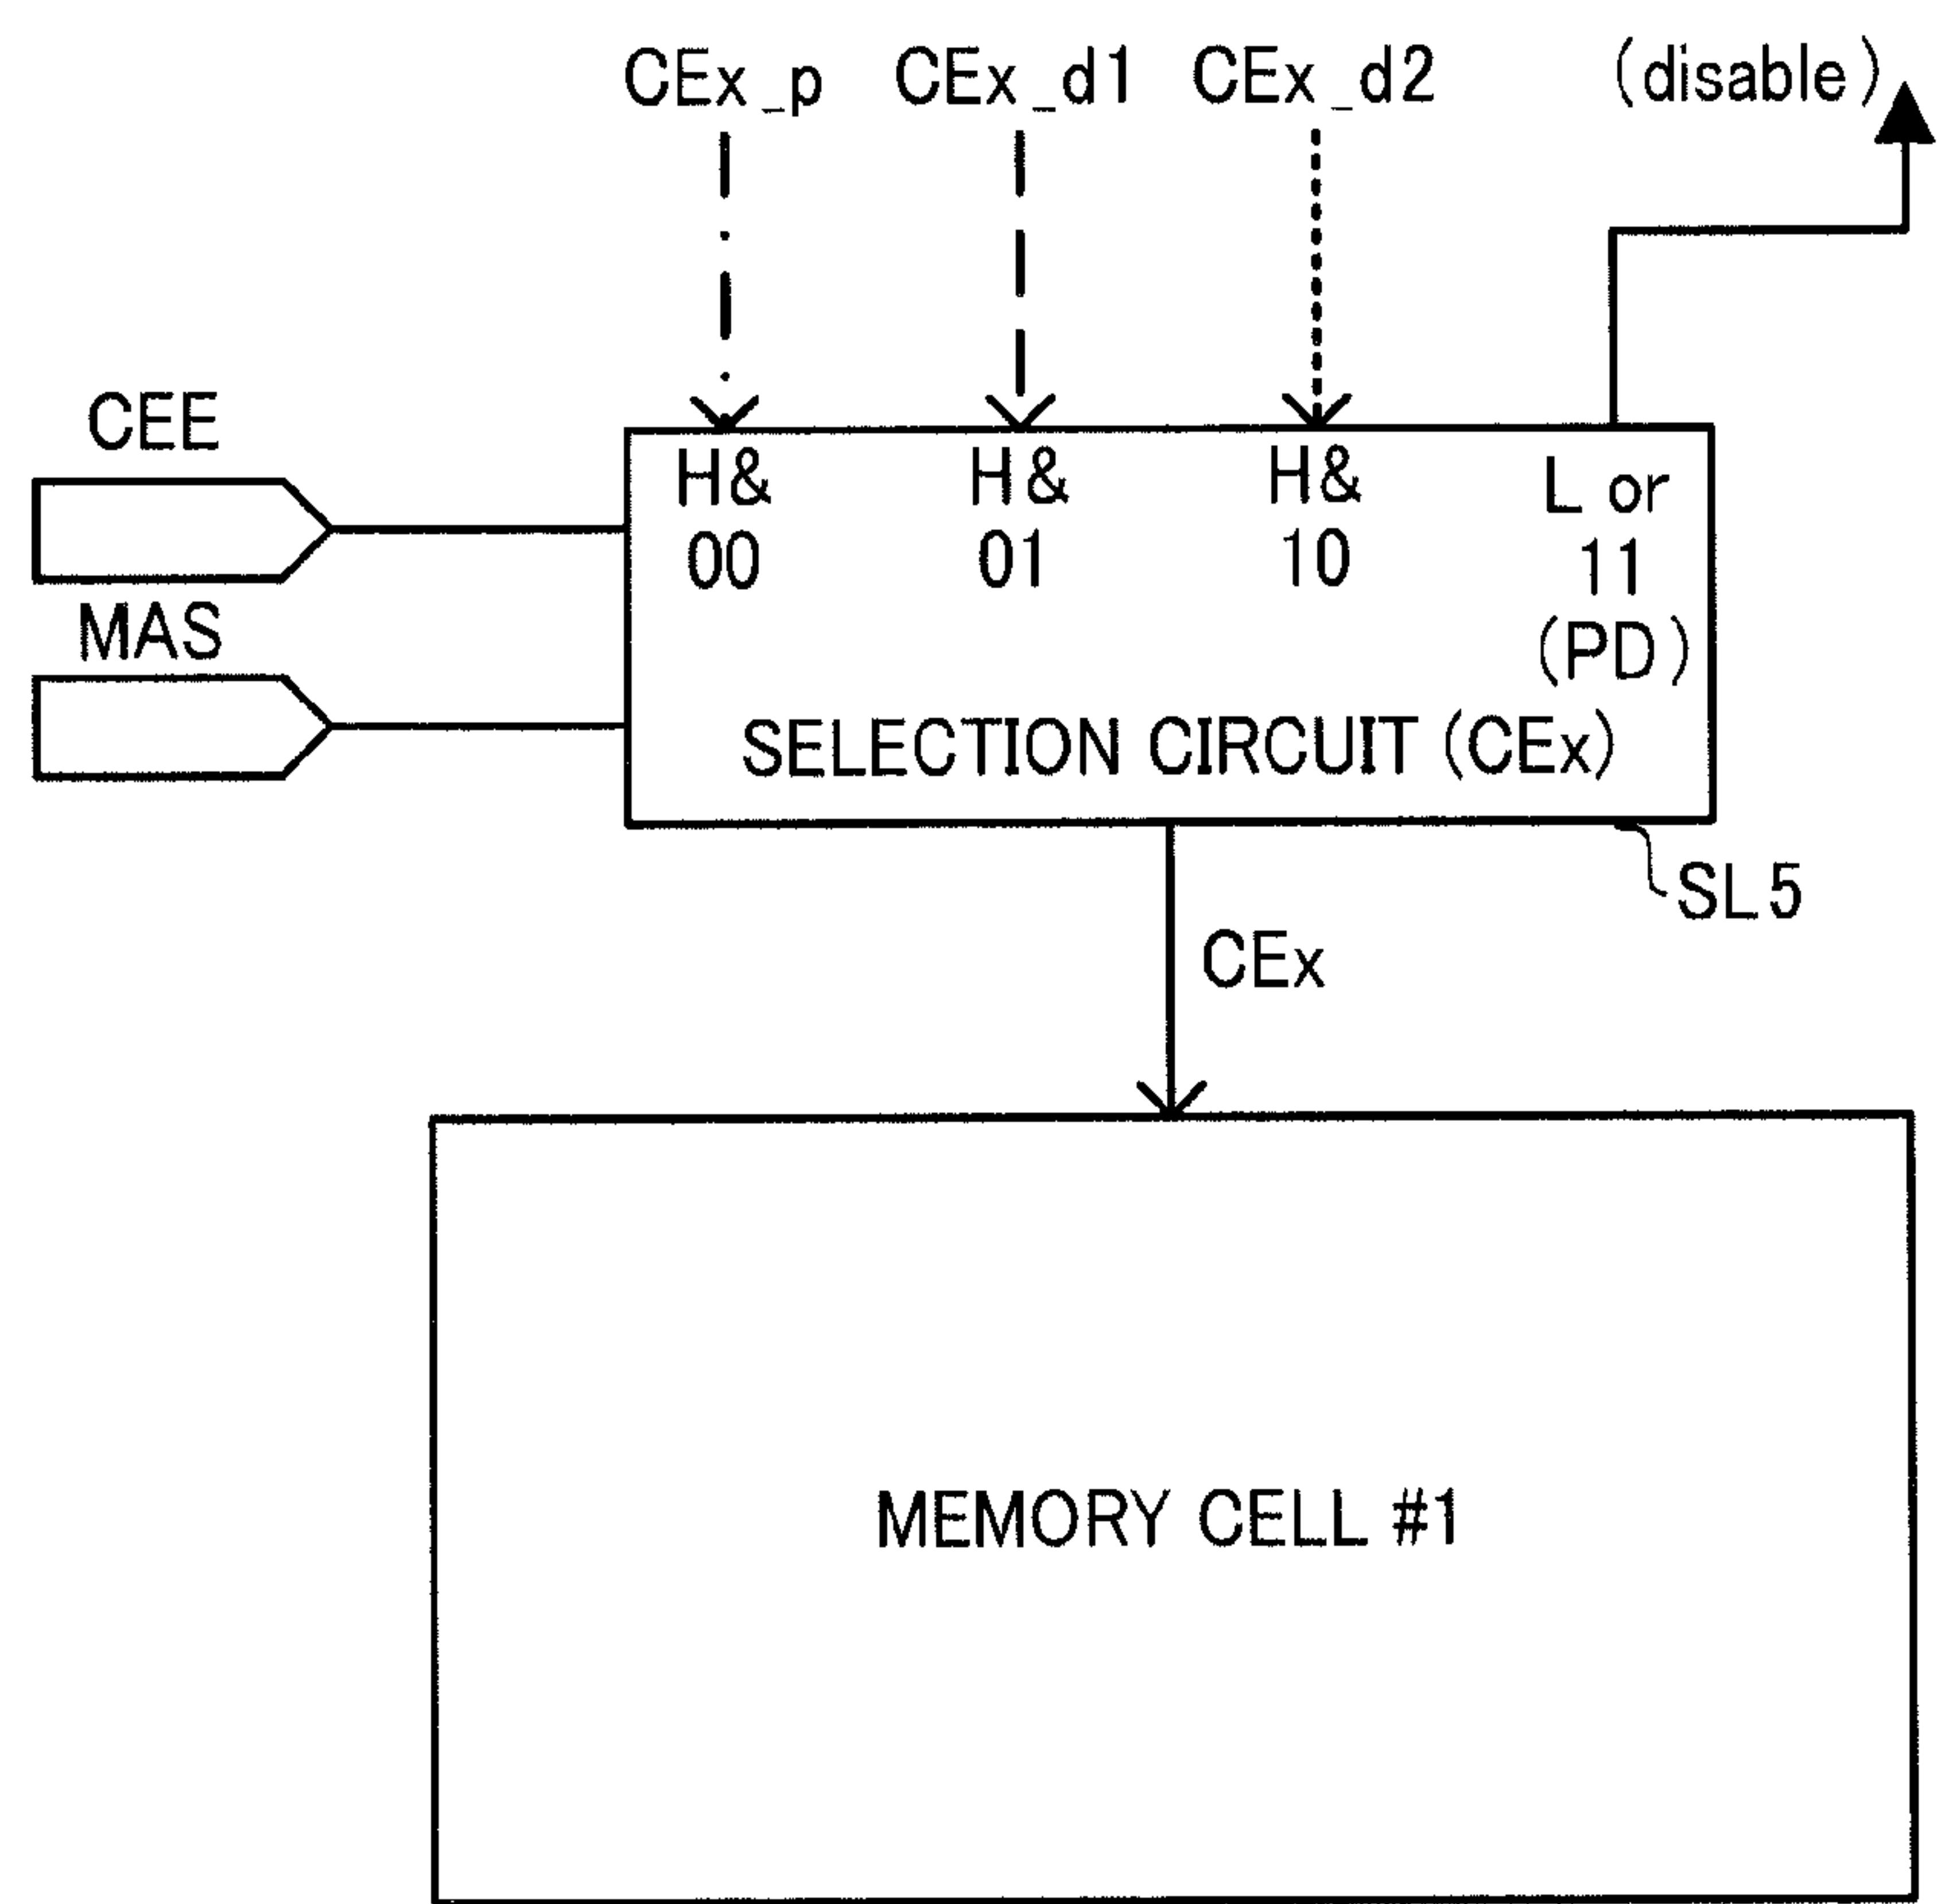 CEx_p CEx_d1 CEx_d2 (disable)
CEE
H& H& H& L or
00 01 10 11
MAS
(PD)
SELECTION CIRCUIT (CEx)
SL5
CEx
MEMORY CELL #1